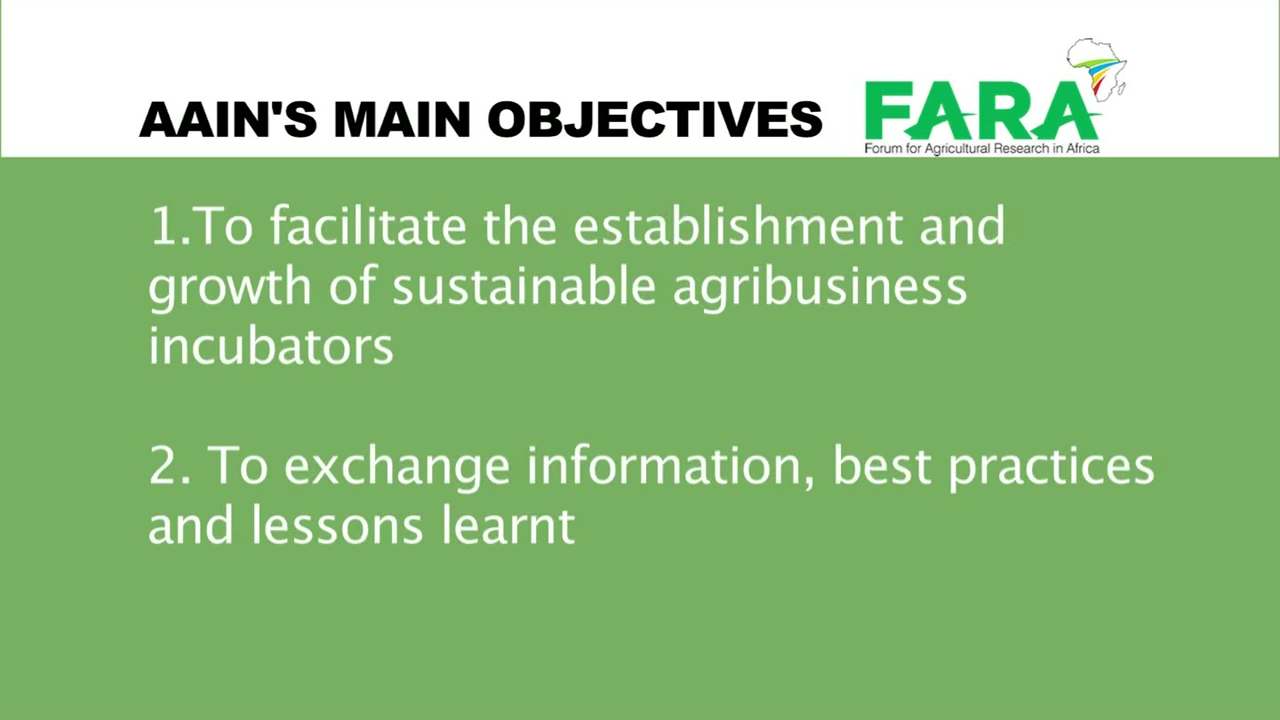 AAIN'S MAIN OBJECTIVES
FARA
Forum for Agricultural Research in Africa
1.To facilitate the establishment and
growth of sustainable agribusiness
incubators
2. To exchange information, best practices
and lessons learnt